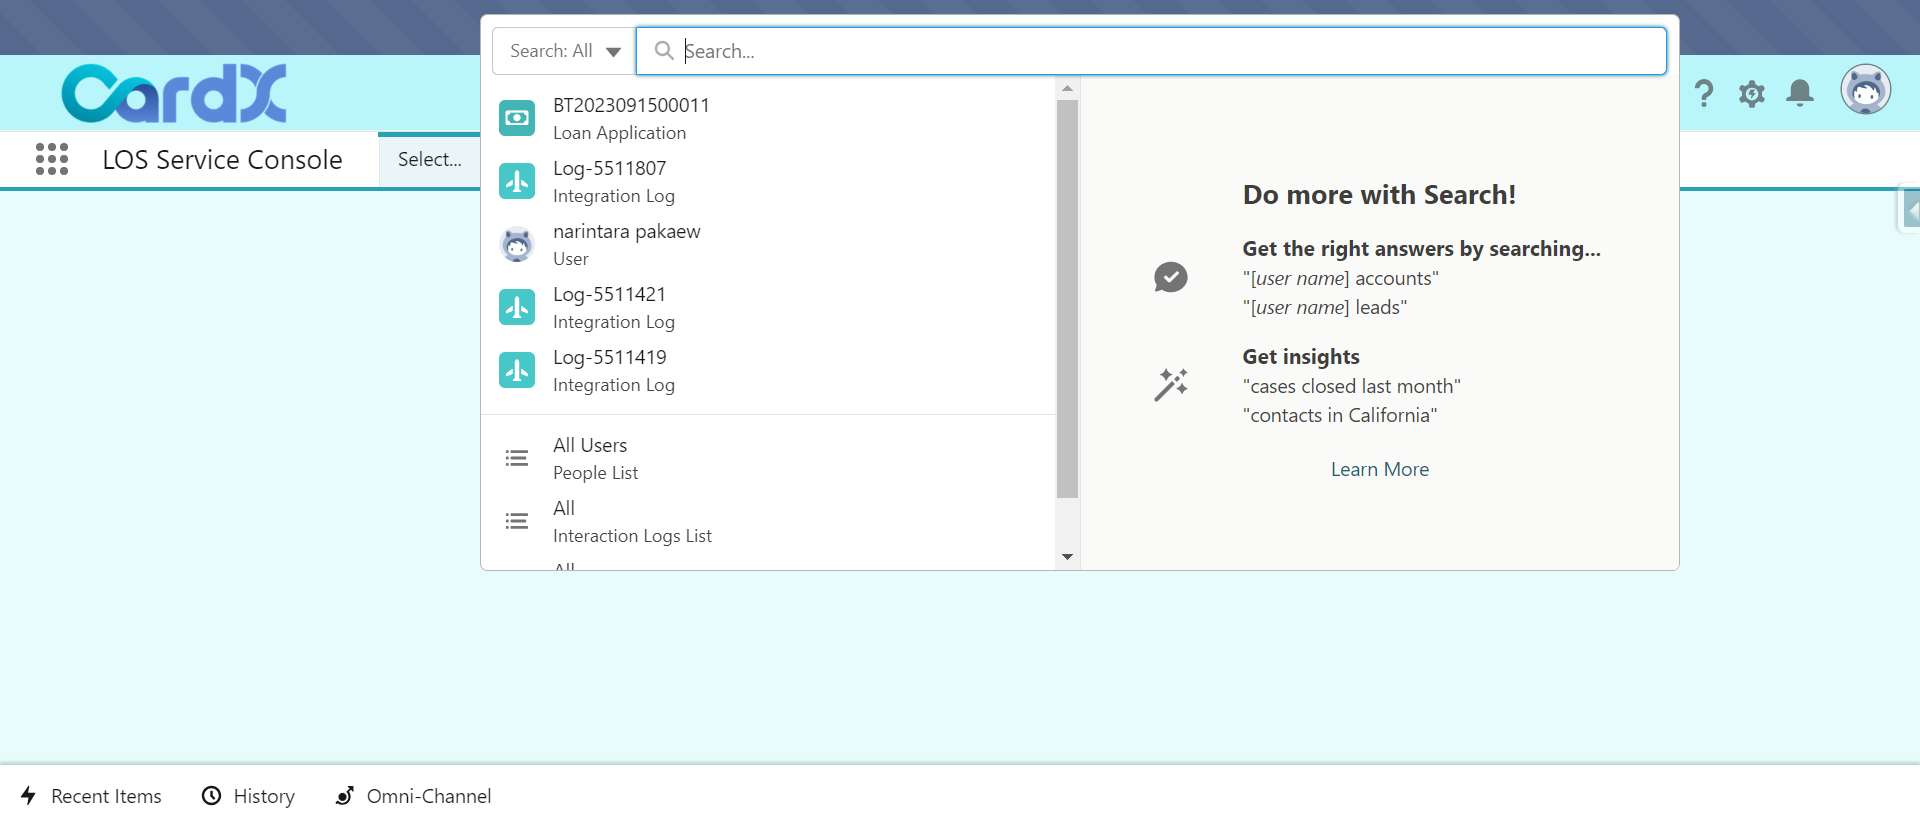 Search: All
Search...
CardX
LOS Service Console
Select...
BT2023091500011
Loan Application
Log-5511807
Integration Log
narintara pakaew
User
Log-5511421
Integration Log
Log-5511419
Integration Log
All Users
People List
All
Interaction Logs List
All
Do more with Search!
Get the right answers by searching...
"[user name] accounts"
"[user name] leads"
Get insights
"cases closed last month"
"contacts in California"
Learn More
Recent Items
History
Omni-Channel